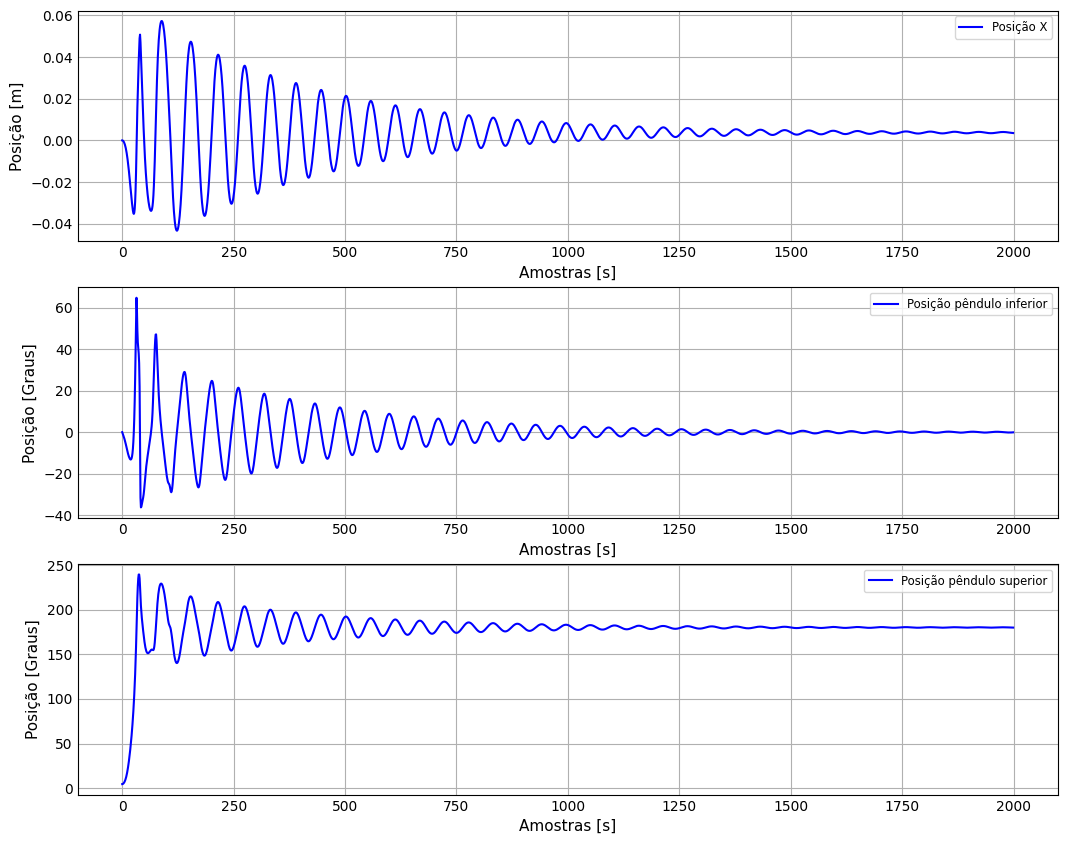 Posição X
Posição [m]
0.06
0.04
0.02
0.00
−0.02
−0.04
0 250 500 750 1000 1250 1500 1750 2000
Amostras [s]
Posição pêndulo inferior
Posição [Graus]
60
40
20
0
−20
−40
0 250 500 750 1000 1250 1500 1750 2000
Amostras [s]
Posição pêndulo superior
Posição [Graus]
250
200
150
100
50
0
0 250 500 750 1000 1250 1500 1750 2000
Amostras [s]